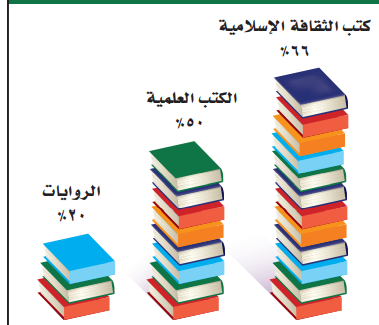 كتب الثقافة الإسلامية
٦٦٪
الكتب العلمية
٥٠٪
الروايات
٢٠٪